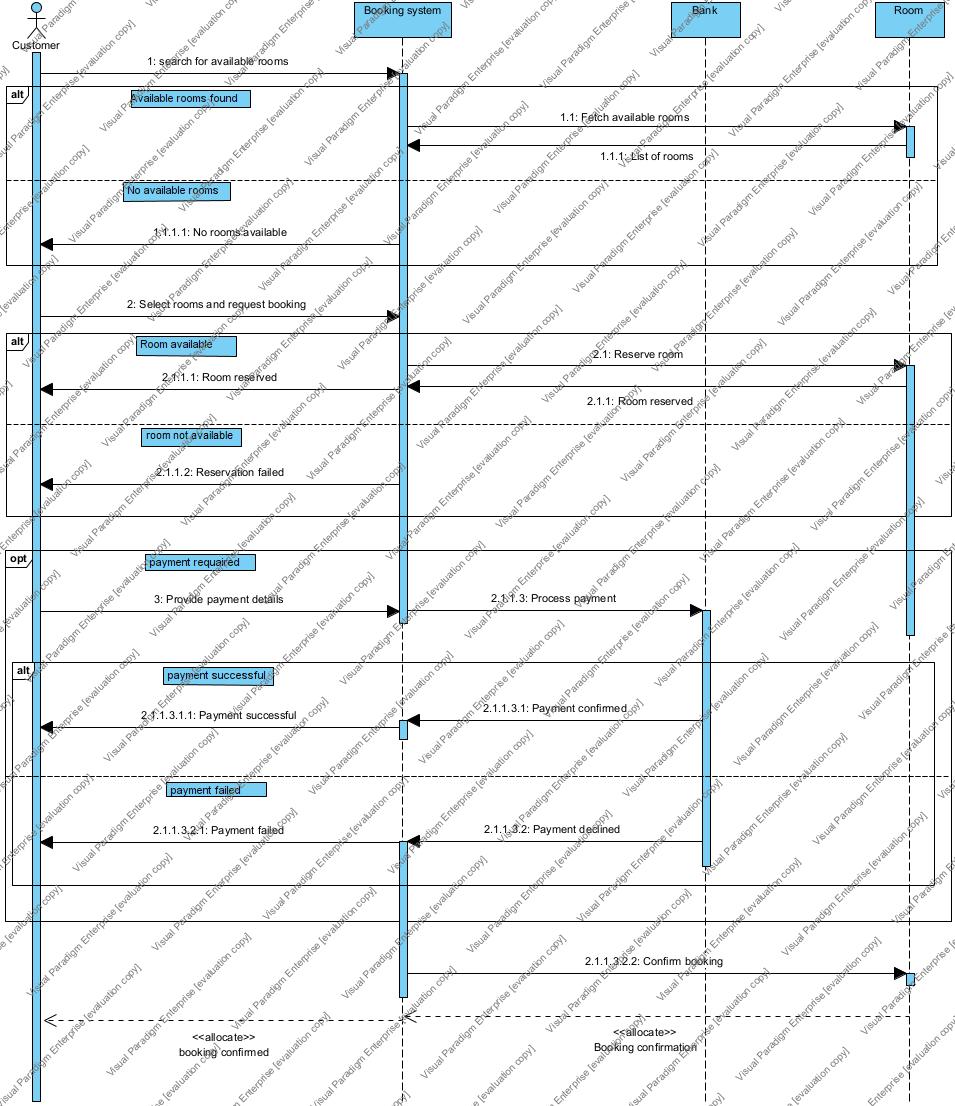 Booking system
Bank
Room
Customer
1: search for available rooms
alt
Available rooms found
1.1: Fetch available rooms
1.1.1: List of rooms
No available rooms
1.1.1.1: No rooms available
2: Select rooms and request booking
alt
Room available
2.1: Reserve room
2.1.1.1: Room reserved
2.1.1: Room reserved
room not available
2.1.1.2: Reservation failed
opt
payment requaired
3: Provide payment details
2.1.1.3: Process payment
alt
payment successful
2.1.1.3.1.1: Payment successful
2.1.1.3.1: Payment confirmed
payment failed
2.1.1.3.2.1: Payment failed
2.1.1.3.2: Payment declined
2.1.1.3.2.2: Confirm booking
<<allocate>>
booking confirmed
<<allocate>>
Booking confirmation
Visual Paradigm Enterprise [evaluation copy]